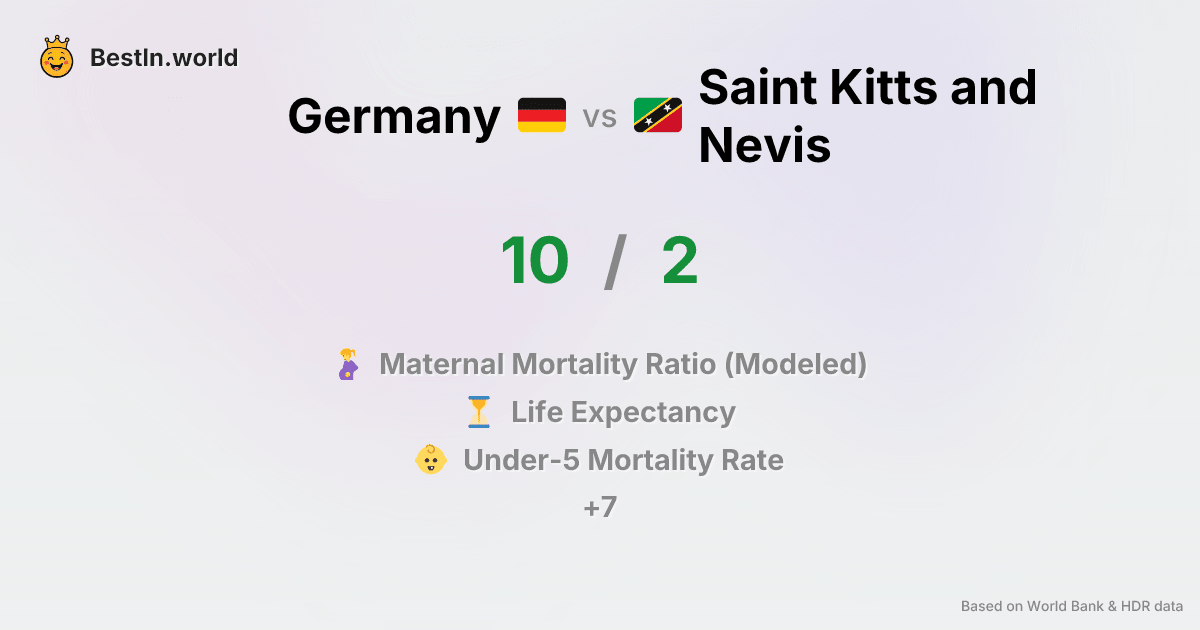 BestIn.world
Germany vs Saint Kitts and
Nevis
10 / 2
Maternal Mortality Ratio (Modeled)
Life Expectancy
Under-5 Mortality Rate
+7
Based on World Bank & HDR data